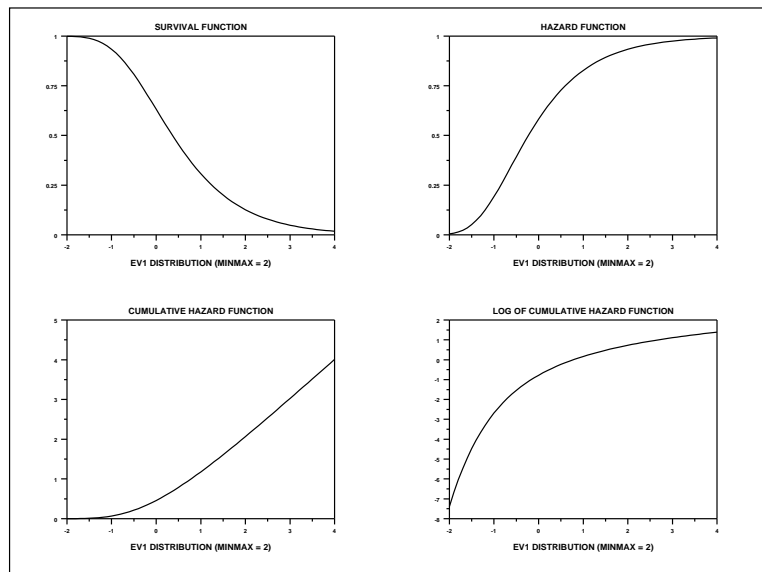 SURVIVAL FUNCTION
1
0.75
0.5
0.25
0
-2 -1 0 1 2 3 4
EV1 DISTRIBUTION (MINMAX = 2)
HAZARD FUNCTION
1
0.75
0.5
0.25
0
-2 -1 0 1 2 3 4
EV1 DISTRIBUTION (MINMAX = 2)
CUMULATIVE HAZARD FUNCTION
5
4
3
2
1
0
-2 -1 0 1 2 3 4
EV1 DISTRIBUTION (MINMAX = 2)
LOG OF CUMULATIVE HAZARD FUNCTION
2
1
0
-1
-2
-3
-4
-5
-6
-7
-8
-2 -1 0 1 2 3 4
EV1 DISTRIBUTION (MINMAX = 2)